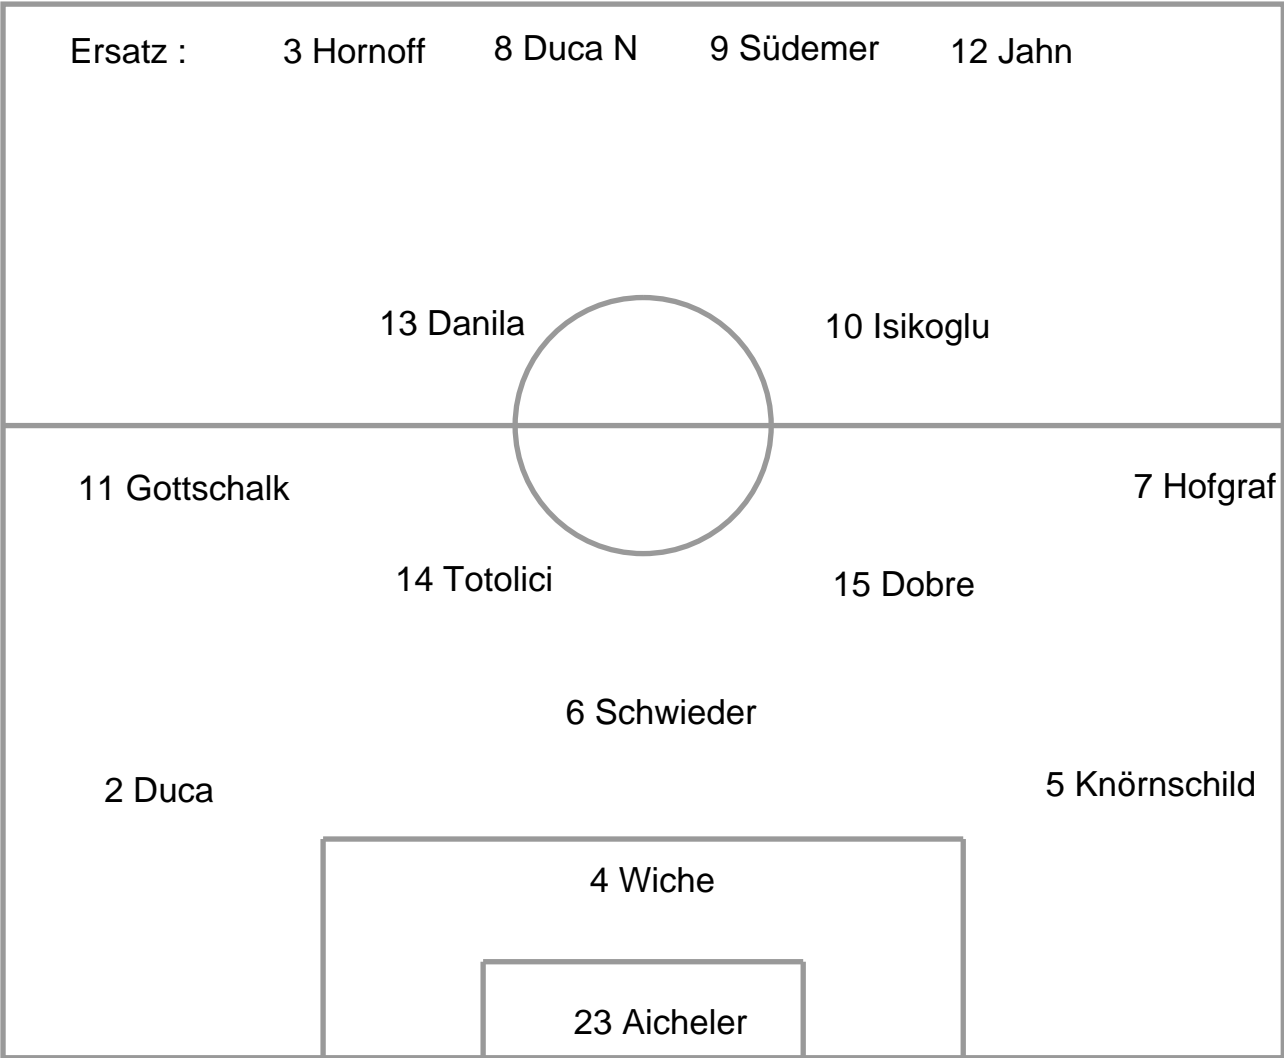 Ersatz : 3 Hornoff 8 Duca N 9 Südemer 12 Jahn
13 Danila 10 Isikoglu
11 Gottschalk 7 Hofgraf
14 Totolici 15 Dobre
6 Schwieder
2 Duca 5 Knörnschild
4 Wiche
23 Aicheler